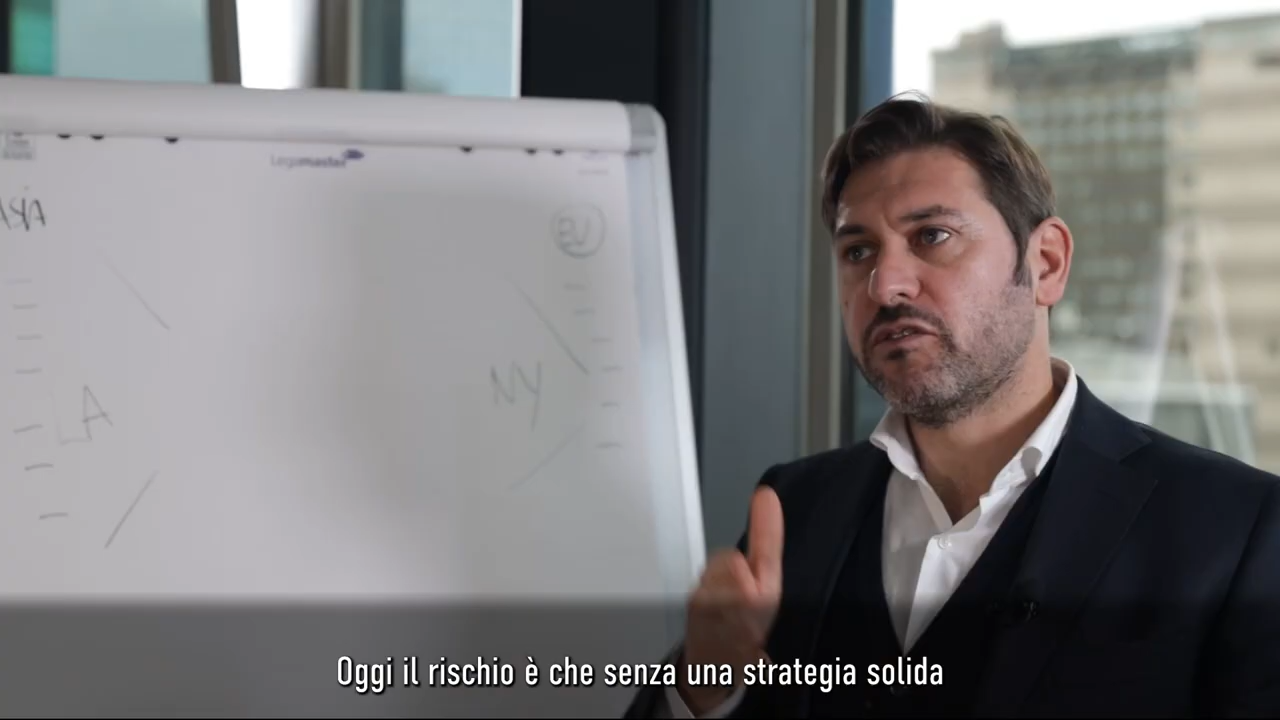 Legamaster
ASIA
EU
NY
LA
Oggi il rischio è che senza una strategia solida